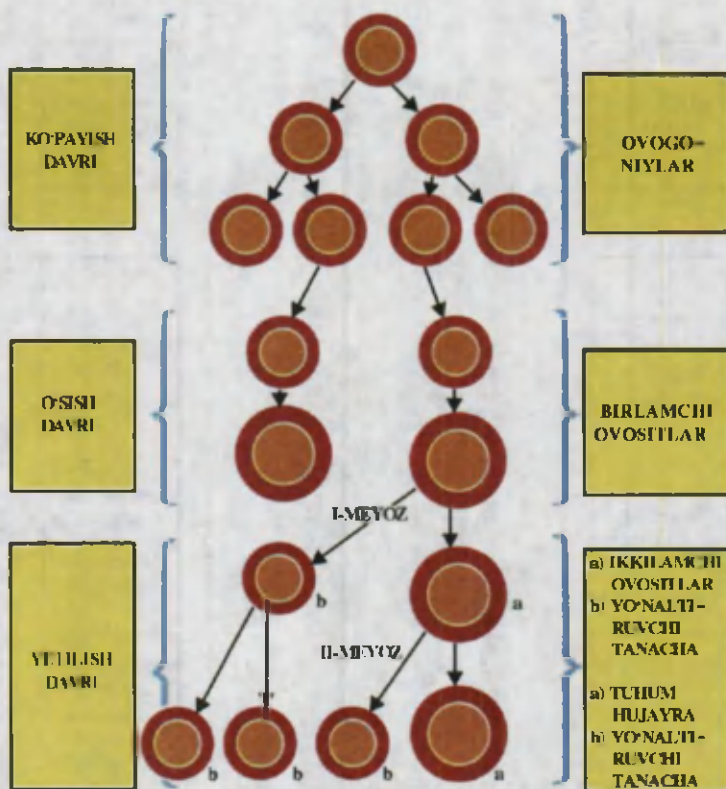 KO‘PAYISH
DAVRI
OVOGO–
NIYLAR
O‘SISH
DAVRI
BIRLAMCHI
OVOSITLAR
I-MEYOZ
b
a
YETILISH
DAVRI
a) IKKILAMCHI
OVOSITLAR
b) YO‘NALTI–
RUVCHI
TANACHA
II-MEYOZ
a) TUHUM
HUJAYRA
b) YO‘NALTI–
RUVCHI
TANACHA
b
b
b
a